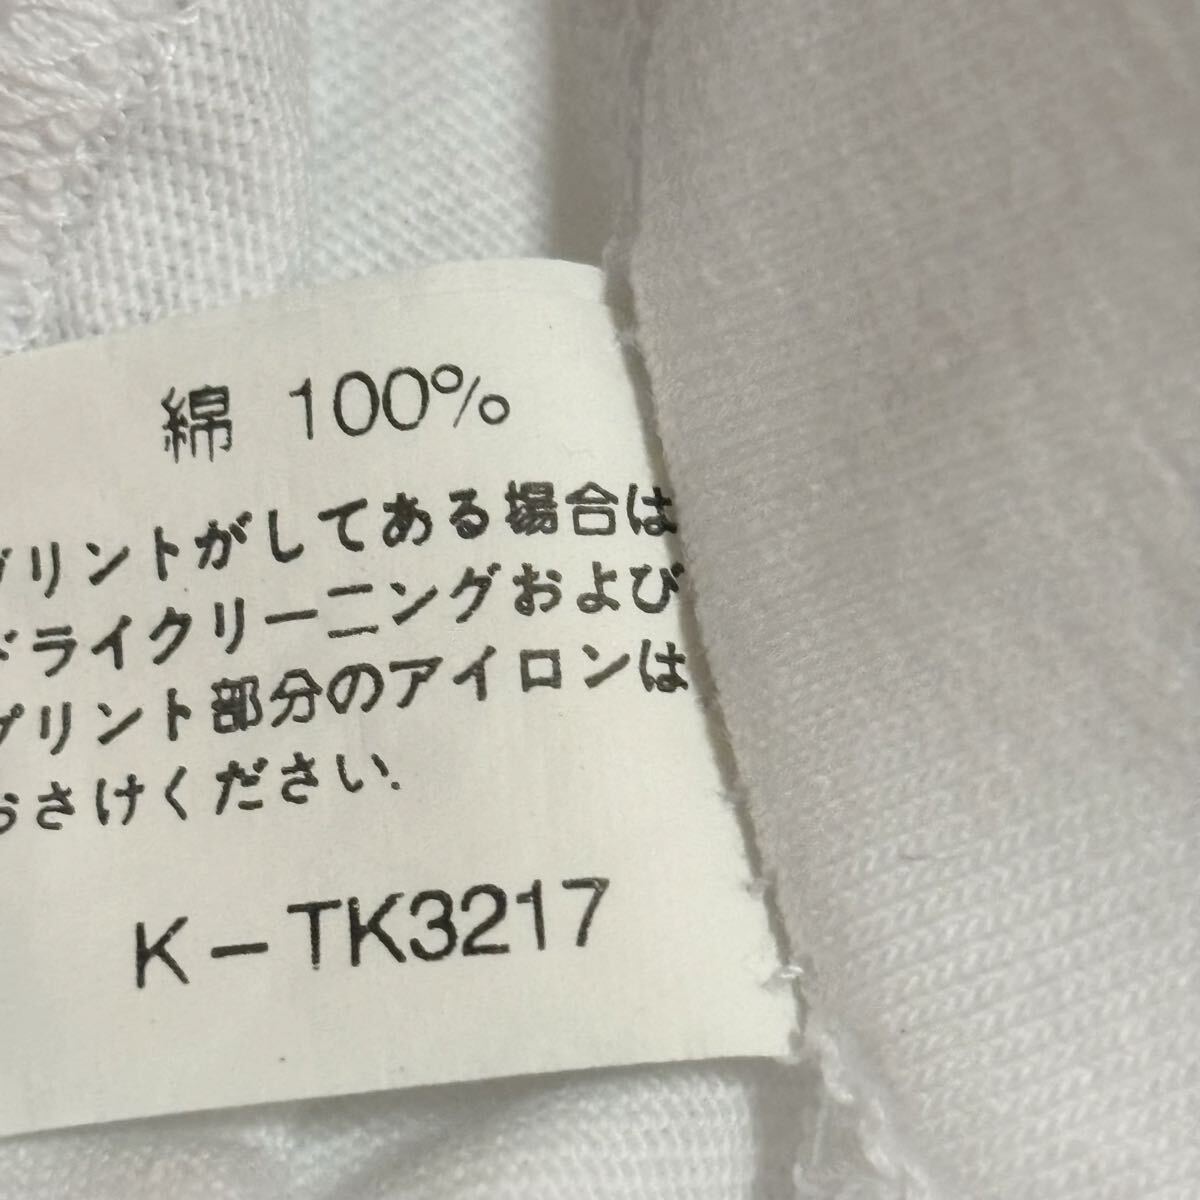 綿 100%
プリントがしてある場合は
ドライクリーニングおよび
プリント部分のアイロンは
おさけください.
K-TK3217